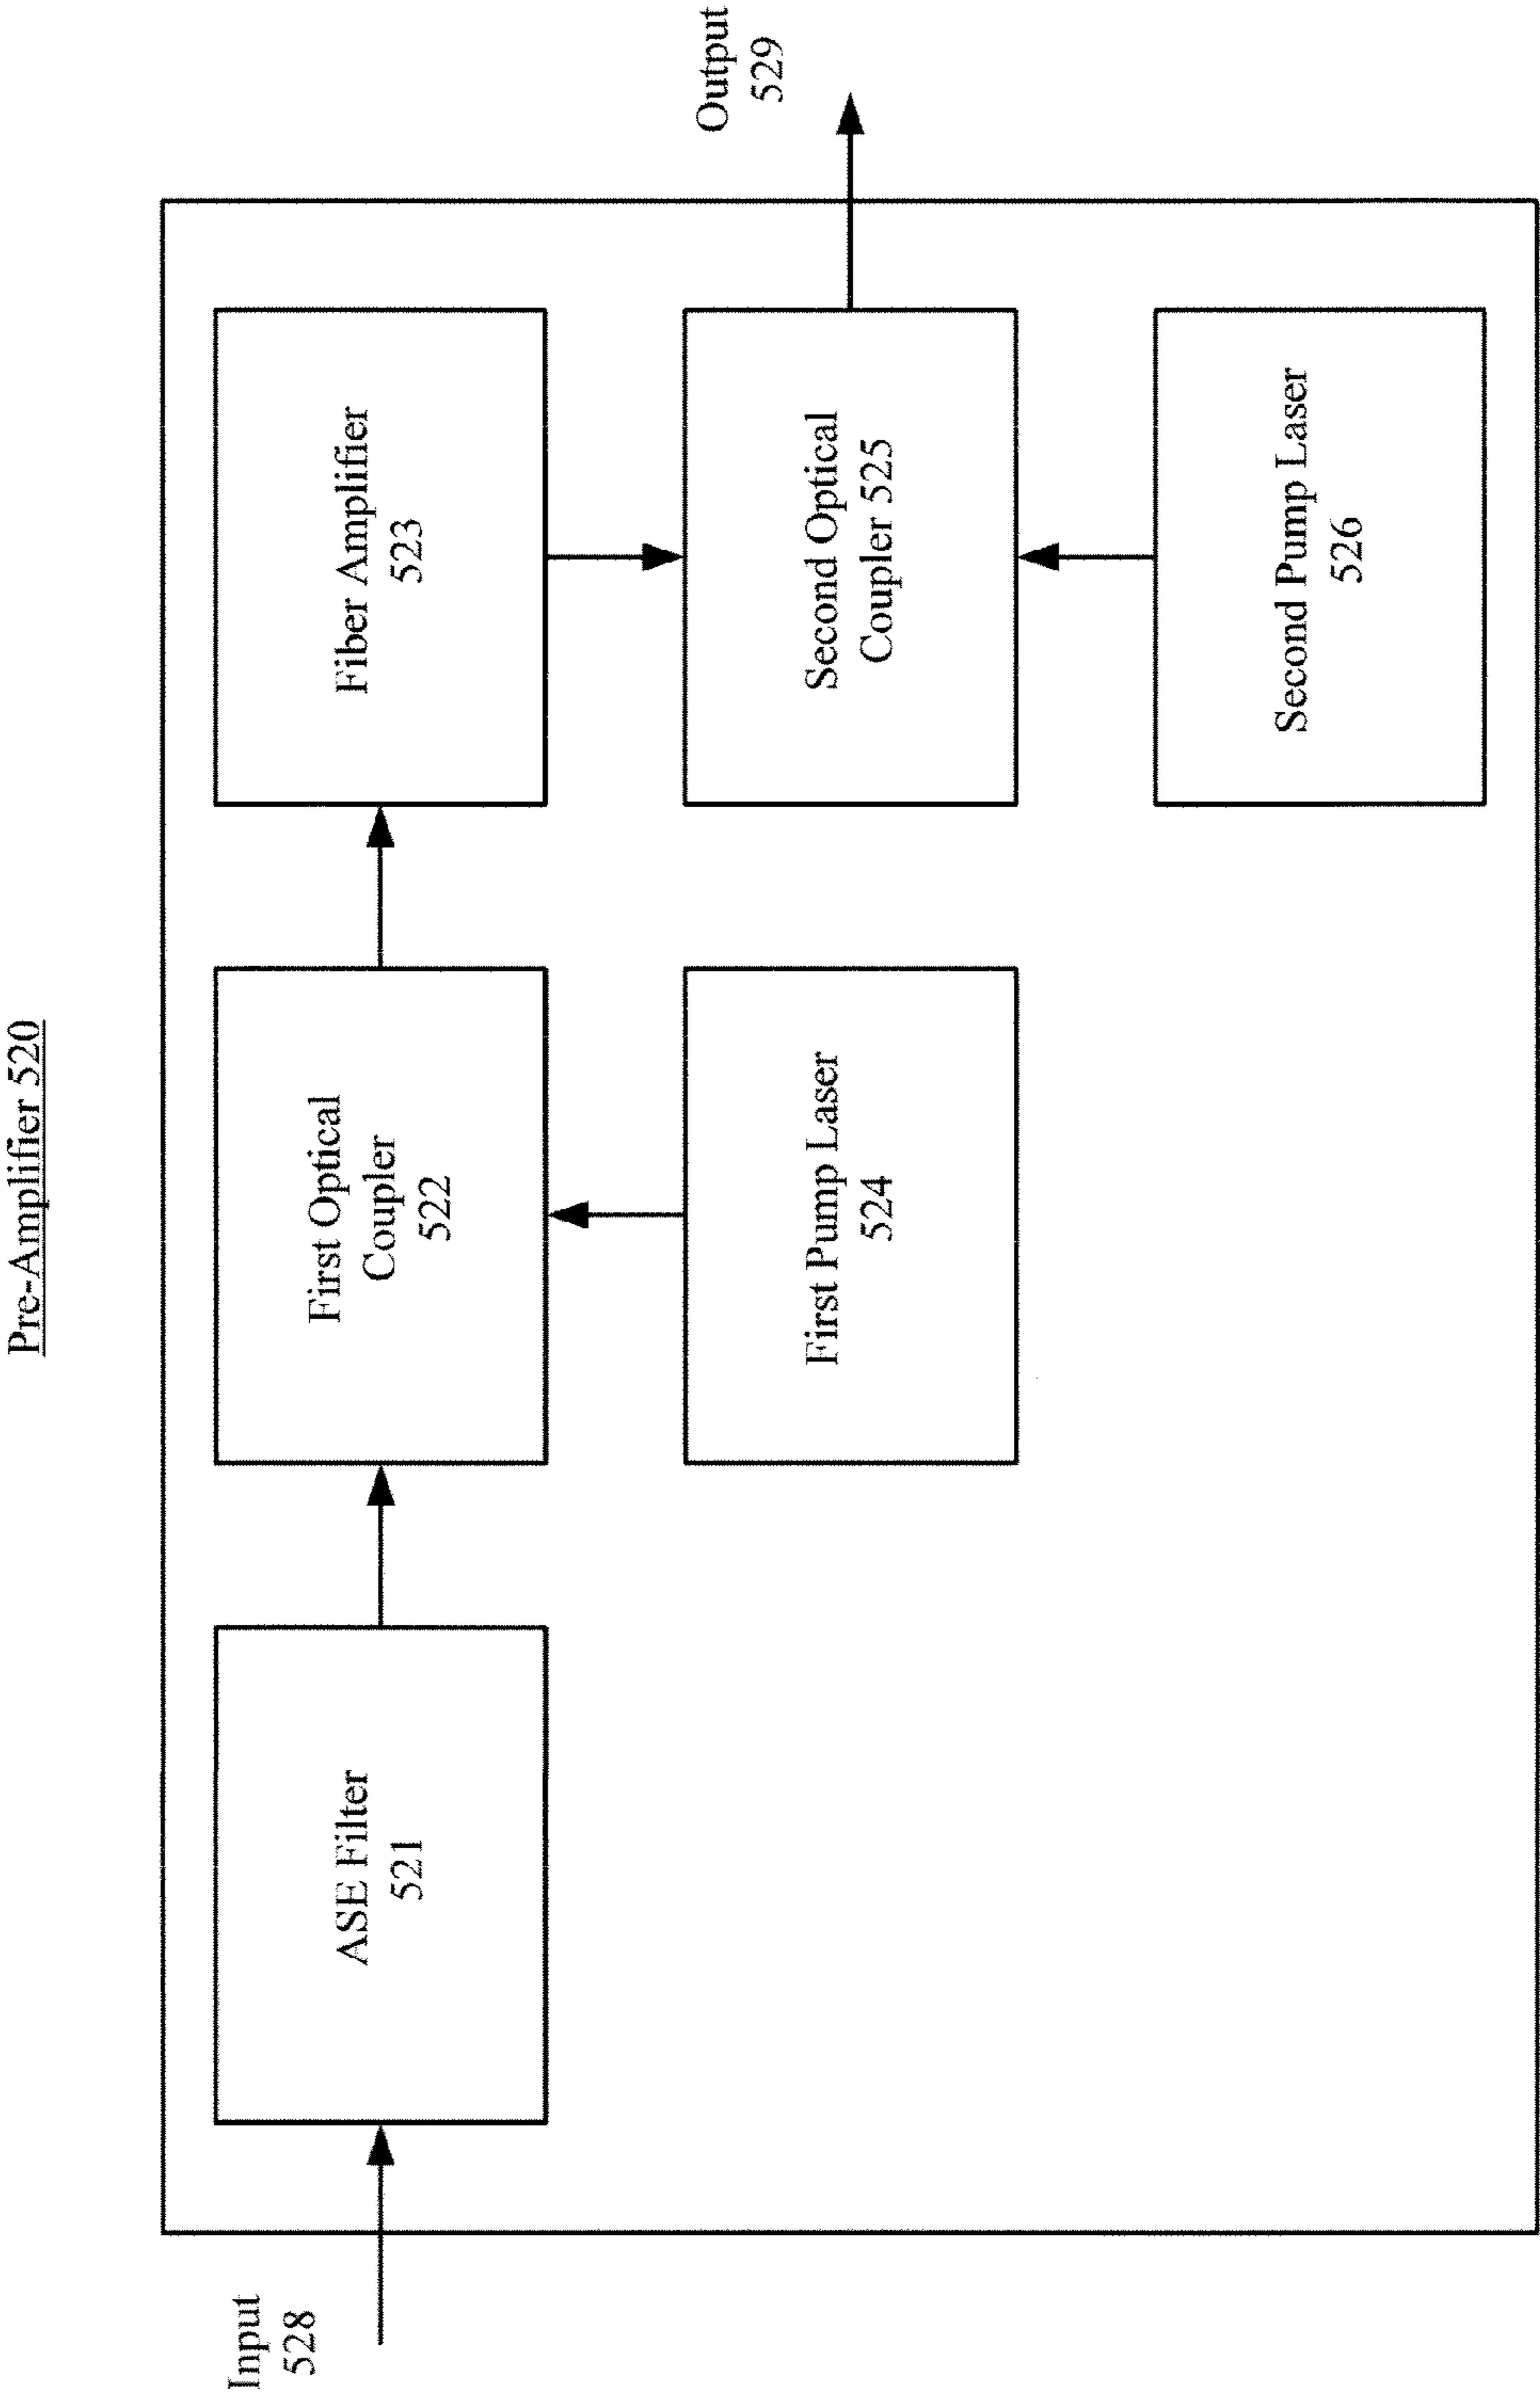 Pre-Amplifier 520
Input
528
ASE Filter
521
First Optical
Coupler
522
Fiber Amplifier
523
First Pump Laser
524
Second Optical
Coupler 525
Second Pump Laser
526
Output
529